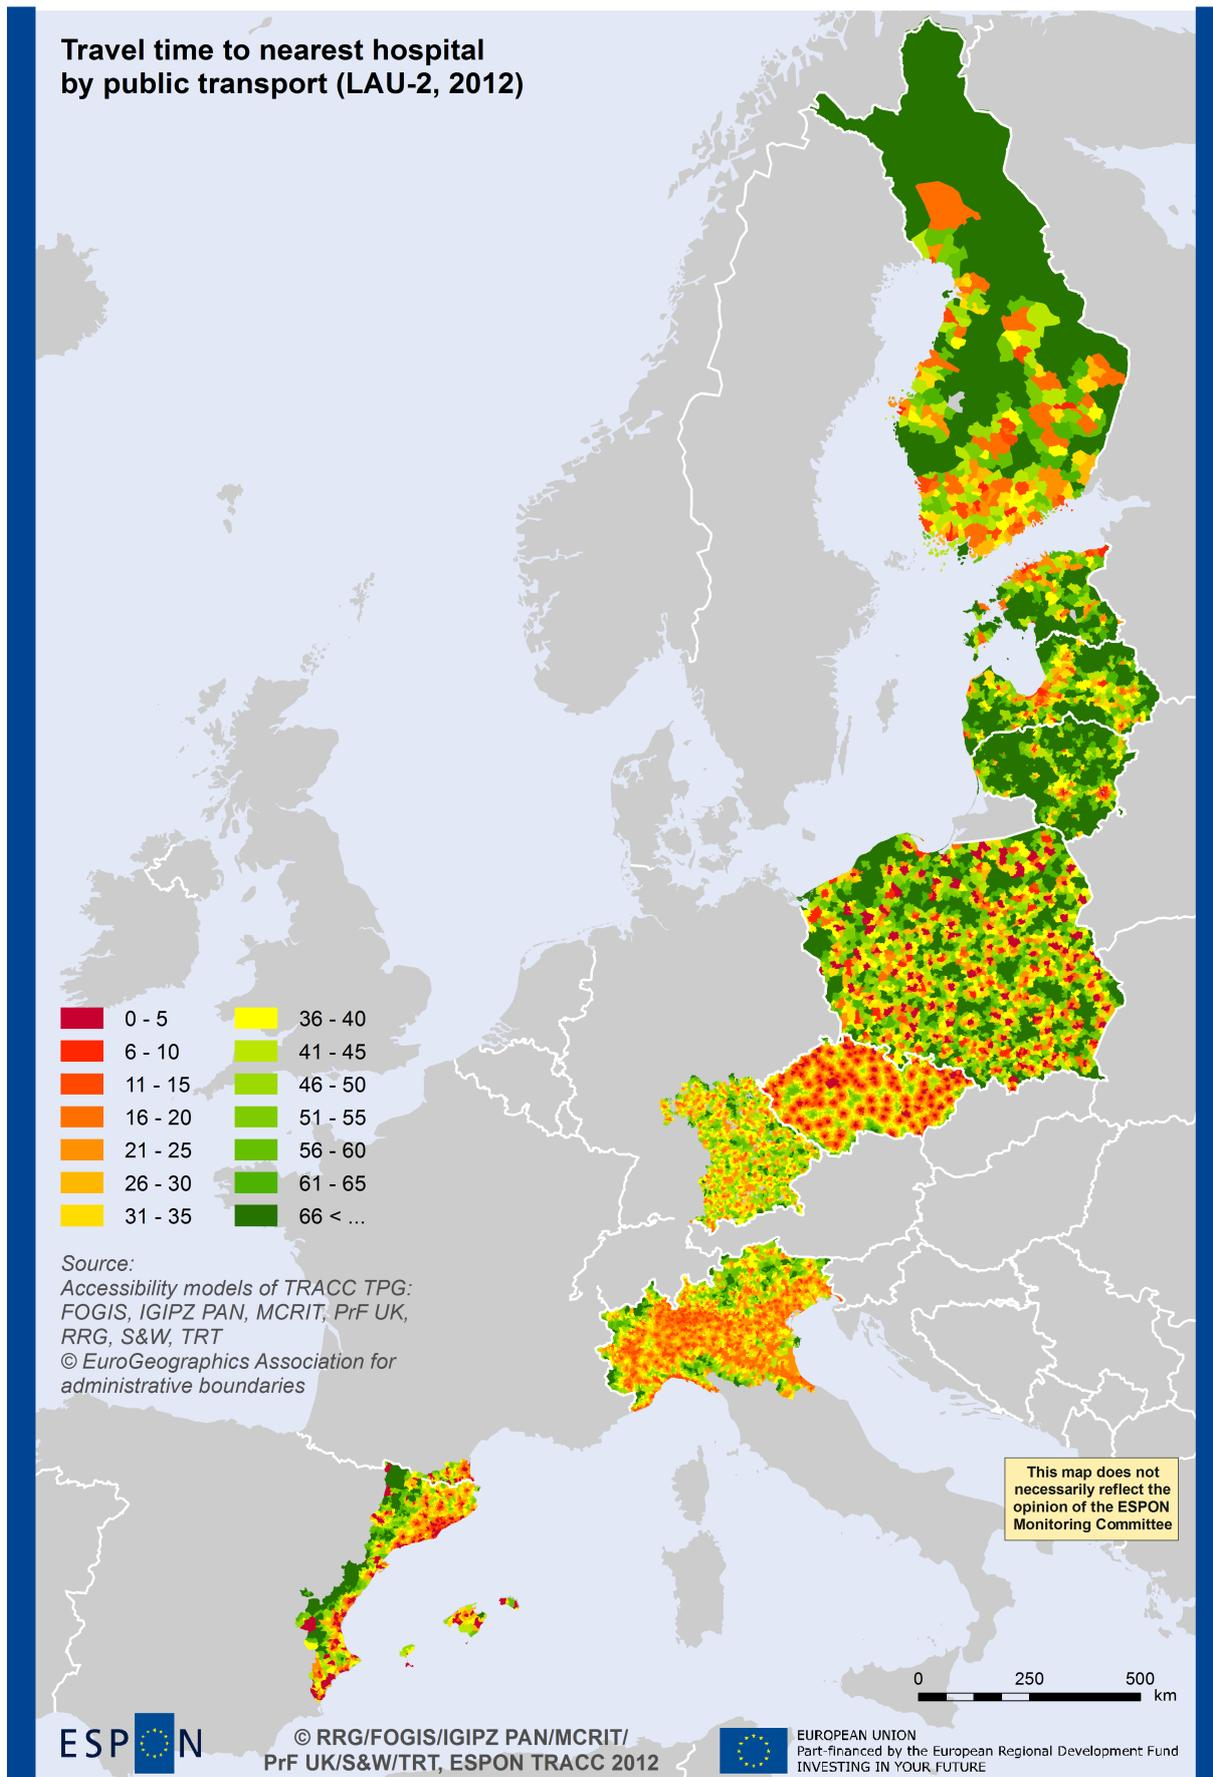 Travel time to nearest hospital
by public transport (LAU-2, 2012)
0 - 5
6 - 10
11 - 15
16 - 20
21 - 25
26 - 30
31 - 35
36 - 40
41 - 45
46 - 50
51 - 55
56 - 60
61 - 65
66 < ...
Source:
Accessibility models of TRACC TPG:
FOGIS, IGIPZ PAN, MCRIT, PrF UK,
RRG, S&W, TRT
© EuroGeographics Association for
administrative boundaries
This map does not
necessarily reflect the
opinion of the ESPON
Monitoring Committee
0 250 500
km
ESPON
© RRG/FOGIS/IGIPZ PAN/MCRIT/
PrF UK/S&W/TRT, ESPON TRACC 2012
EUROPEAN UNION
Part-financed by the European Regional Development Fund
INVESTING IN YOUR FUTURE